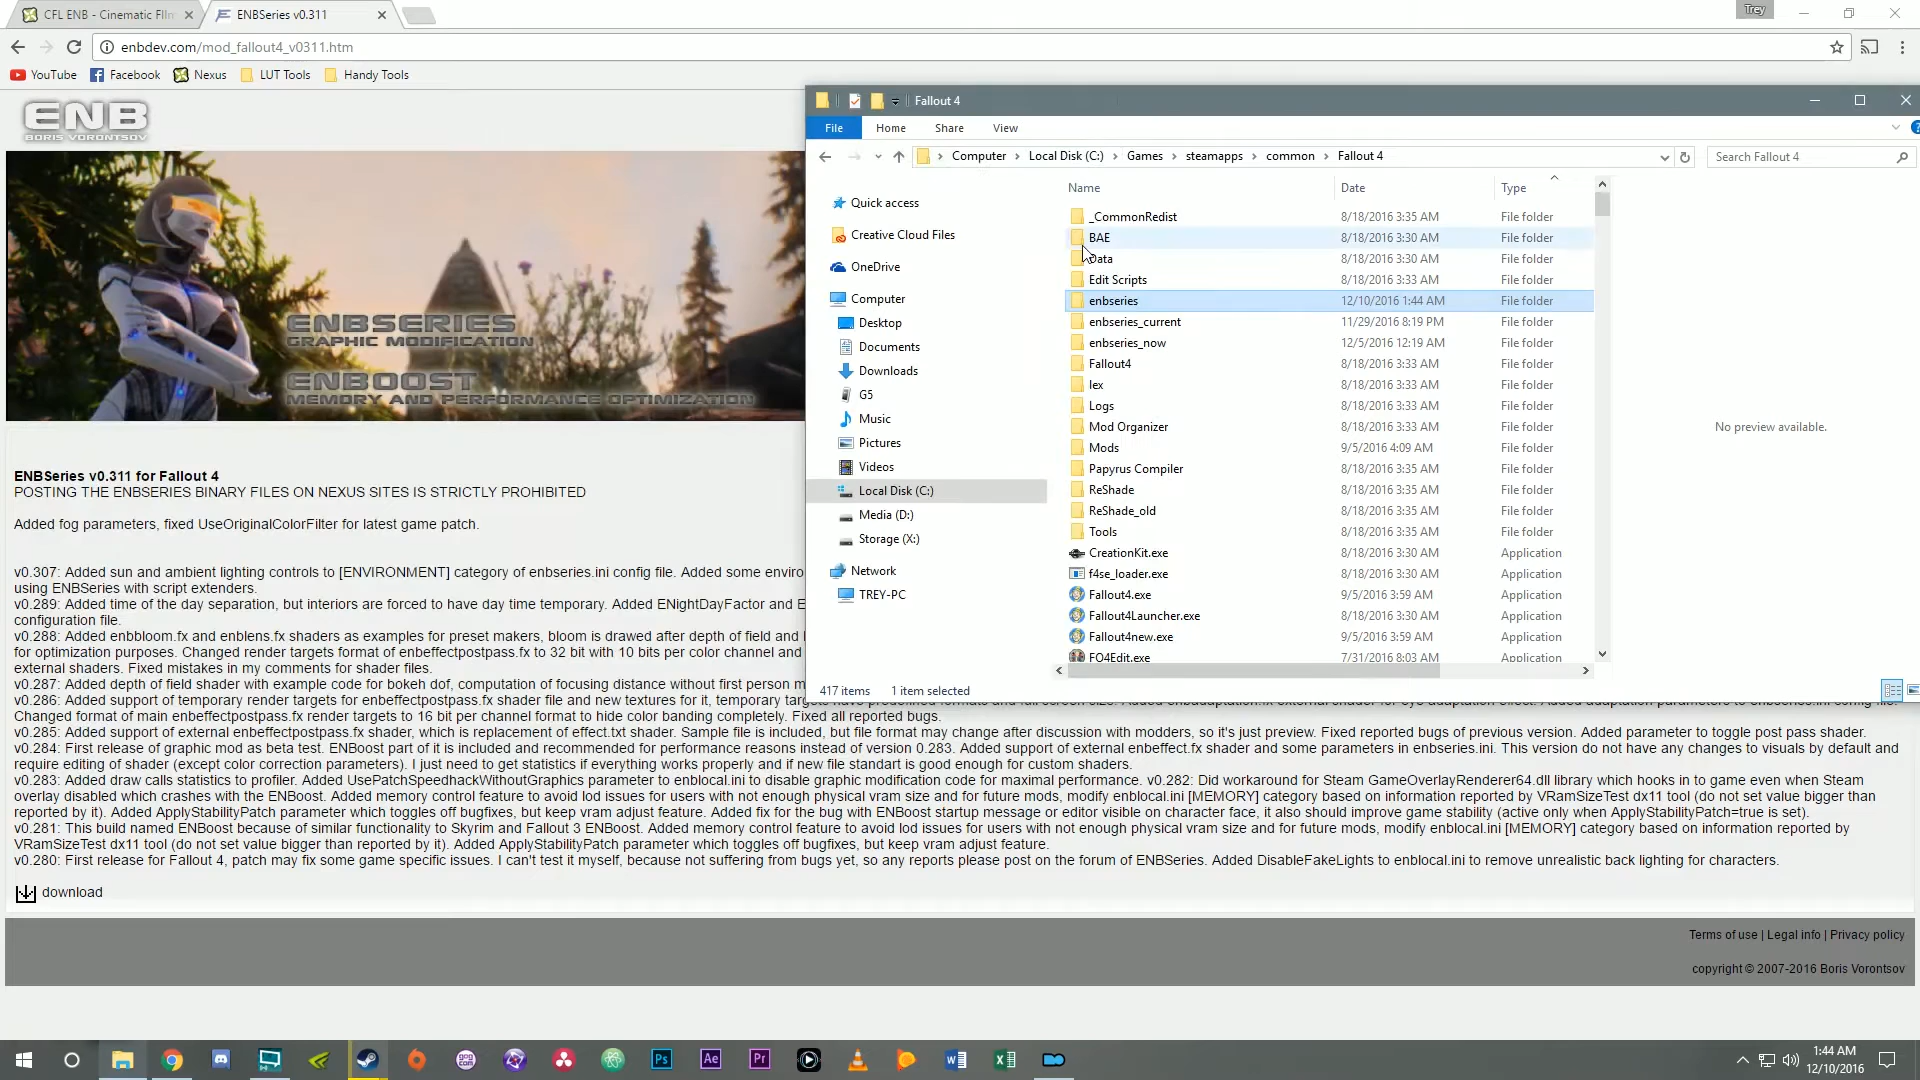 CFL ENB - Cinematic Film
ENBSeries v0.311
Trey
enbdev.com/mod_fallout4_v0311.htm
YouTube
Facebook
Nexus
LUT Tools
Handy Tools
ENB
BORIS VORONTSOV
ENBSERIES
GRAPHIC MODIFICATION
ENBOOST
MEMORY AND PERFORMANCE OPTIMIZATION
ENBSeries v0.311 for Fallout 4
POSTING THE ENBSERIES BINARY FILES ON NEXUS SITES IS STRICTLY PROHIBITED
Added fog parameters, fixed UseOriginalColorFilter for latest game patch.
v0.307: Added sun and ambient lighting controls to [ENVIRONMENT] category of enbseries.ini config file. Added some enviro
using ENBSeries with script extenders.
v0.289: Added time of the day separation, but interiors are forced to have day time temporary. Added ENightDayFactor and E
configuration file.
v0.288: Added enbbloom.fx and enblens.fx shaders as examples for preset makers, bloom is drawn after depth of field and
for optimization purposes. Changed render targets format of enbeffectpostpass.fx to 32 bit with 10 bits per color channel and
external shaders. Fixed mistakes in my comments for shader files.
v0.287: Added depth of field shader with example code for bokeh dof, computation of focusing distance without first person m
v0.286: Added support of temporary render targets for enbeffectpostpass.fx shader file and new textures for it, temporary targets have predefined formats and full screen size. Added enbadaptation.fx external shader for eye adaptation effect. Added adaptation parameters to enbseries.ini config file.
Changed format of main enbeffectpostpass.fx render targets to 16 bit per channel format to hide color banding completely. Fixed all reported bugs.
v0.285: Added support of external enbeffectpostpass.fx shader, which is replacement of effect.txt shader. Sample file is included, but file format may change after discussion with modders, so it's just preview. Fixed reported bugs of previous version. Added parameter to toggle post pass shader.
v0.284: First release of graphic mod as beta test. ENBoost part of it is included and recommended for performance reasons instead of version 0.283. Added support of external enbeffect.fx shader and some parameters in enbseries.ini. This version do not have any changes to visuals by default and
require editing of shader (except color correction parameters). I just need to get statistics if everything works properly and if new file standart is good enough for custom shaders.
v0.283: Added draw calls statistics to profiler. Added UsePatchSpeedhackWithoutGraphics parameter to enblocal.ini to disable graphic modification code for maximal performance. v0.282: Did workaround for Steam GameOverlayRenderer64.dll library which hooks in to game even when Steam
overlay disabled which crashes with the ENBoost. Added memory control feature to avoid lod issues for users with not enough physical vram size and for future mods, modify enblocal.ini [MEMORY] category based on information reported by VRamSizeTest dx11 tool (do not set value bigger than
reported by it). Added ApplyStabilityPatch parameter which toggles off bugfixes, but keep vram adjust feature. Added fix for the bug with ENBoost startup message or editor visible on character face, it also should improve game stability (active only when ApplyStabilityPatch=true is set).
v0.281: This build named ENBoost because of similar functionality to Skyrim and Fallout 3 ENBoost. Added memory control feature to avoid lod issues for users with not enough physical vram size and for future mods, modify enblocal.ini [MEMORY] category based on information reported by
VRamSizeTest dx11 tool (do not set value bigger than reported by it). Added ApplyStabilityPatch parameter which toggles off bugfixes, but keep vram adjust feature.
v0.280: First release for Fallout 4, patch may fix some game specific issues. I can't test it myself, because not suffering from bugs yet, so any reports please post on the forum of ENBSeries. Added DisableFakeLights to enblocal.ini to remove unrealistic back lighting for characters.
download
Terms of use | Legal info | Privacy policy
copyright © 2007-2016 Boris Vorontsov
Fallout 4
File
Home
Share
View
Computer
Local Disk (C:)
Games
steamapps
common
Fallout 4
Search Fallout 4
Quick access
Creative Cloud Files
OneDrive
Computer
Desktop
Documents
Downloads
G5
Music
Pictures
Videos
Local Disk (C:)
Media (D:)
Storage (X:)
Network
TREY-PC
Name Date Type
_CommonRedist 8/18/2016 3:35 AM File folder
BAE 8/18/2016 3:30 AM File folder
Data 8/18/2016 3:30 AM File folder
Edit Scripts 8/18/2016 3:33 AM File folder
enbseries 12/10/2016 1:44 AM File folder
enbseries_current 11/29/2016 8:19 PM File folder
enbseries_now 12/5/2016 12:19 AM File folder
Fallout4 8/18/2016 3:33 AM File folder
lex 8/18/2016 3:33 AM File folder
Logs 8/18/2016 3:33 AM File folder
Mod Organizer 8/18/2016 3:33 AM File folder
Mods 9/5/2016 4:09 AM File folder
Papyrus Compiler 8/18/2016 3:35 AM File folder
ReShade 8/18/2016 3:35 AM File folder
ReShade_old 8/18/2016 3:35 AM File folder
Tools 8/18/2016 3:35 AM File folder
CreationKit.exe 8/18/2016 3:30 AM Application
f4se_loader.exe 8/18/2016 3:30 AM Application
Fallout4.exe 9/5/2016 3:59 AM Application
Fallout4Launcher.exe 8/18/2016 3:30 AM Application
Fallout4new.exe 9/5/2016 3:59 AM Application
FO4Edit.exe 7/31/2016 8:03 AM Application
No preview available.
417 items
1 item selected
gog com
Ps
Ae
Pr
1:44 AM
12/10/2016